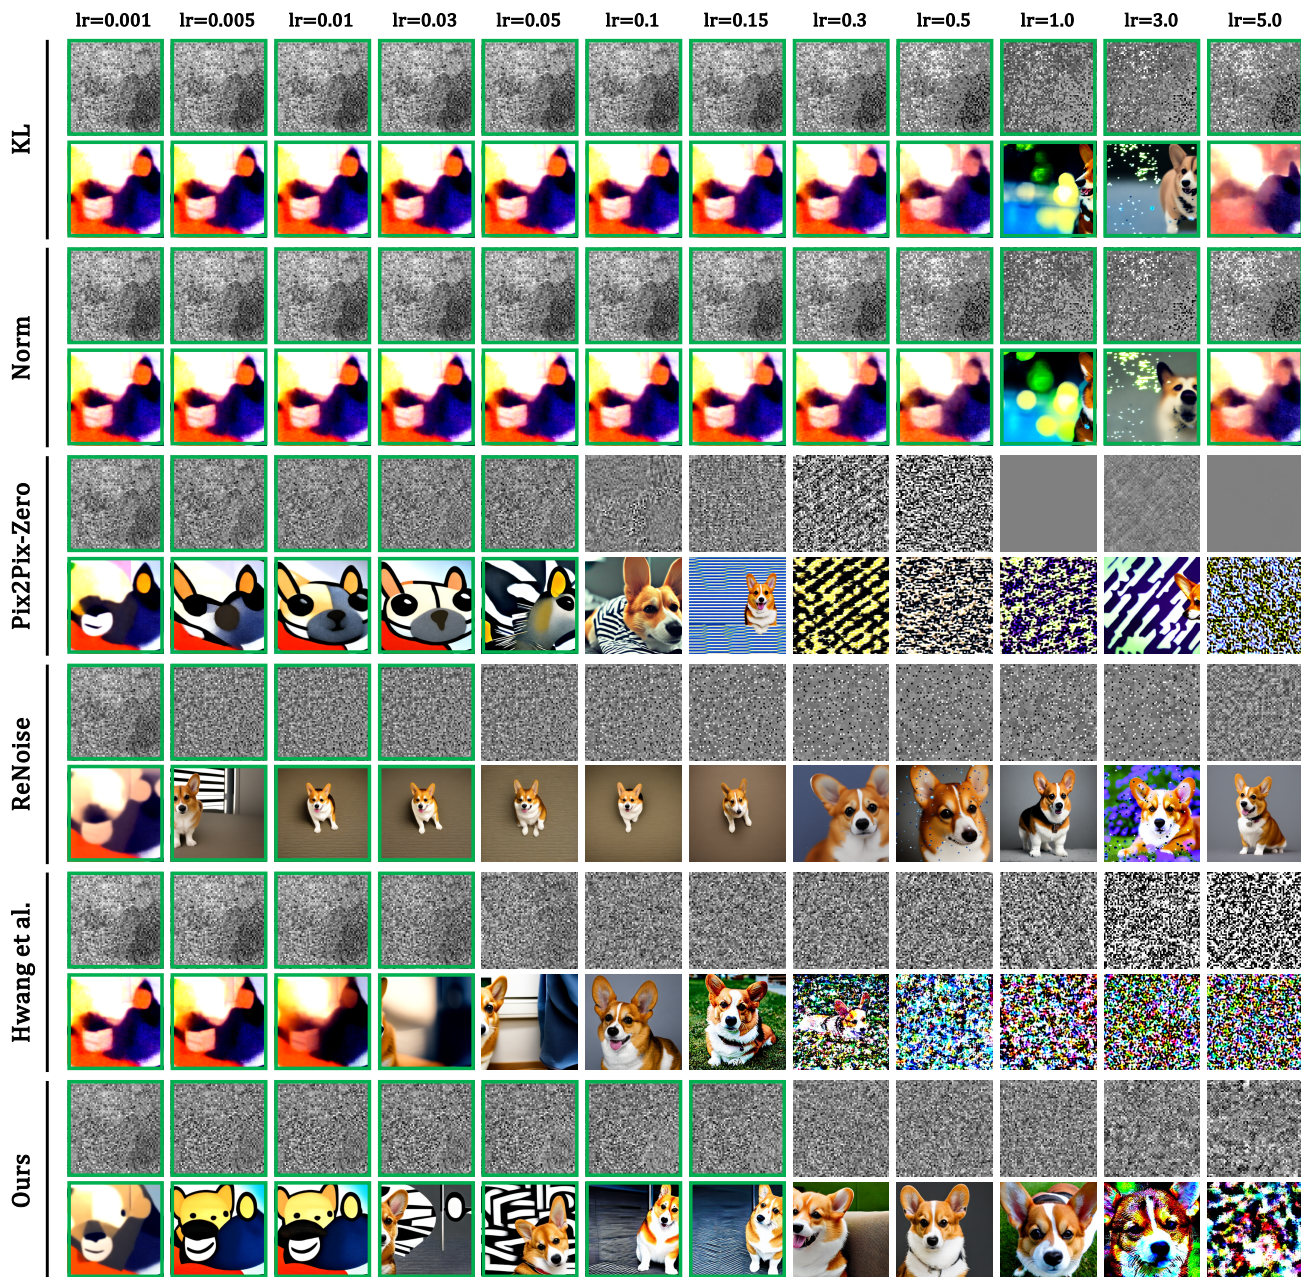 lr=0.001 lr=0.005 lr=0.01 lr=0.03 lr=0.05 lr=0.1 lr=0.15 lr=0.3 lr=0.5 lr=1.0 lr=3.0 lr=5.0
KL
Norm
Pix2Pix-Zero
ReNoise
Hwang et al.
Ours